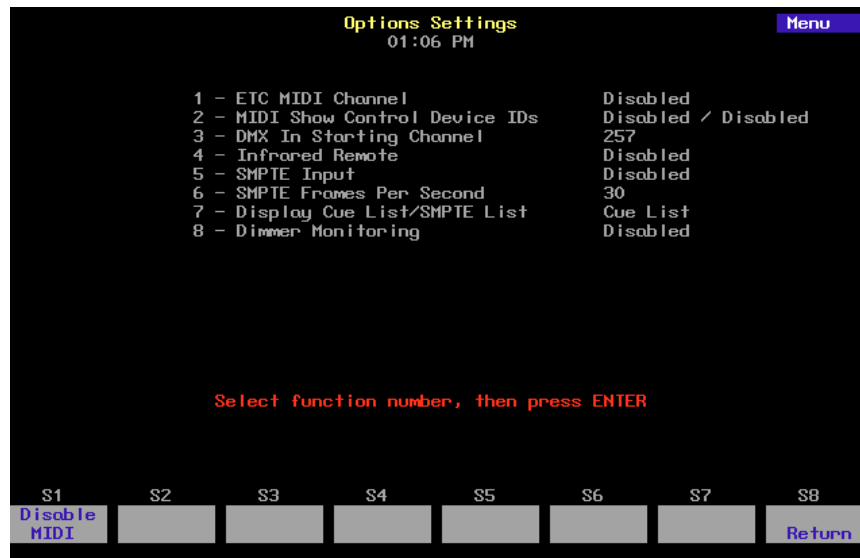 Options Settings Menu
01:06 PM
1 - ETC MIDI Channel Disabled
2 - MIDI Show Control Device IDs Disabled / Disabled
3 - DMX In Starting Channel 257
4 - Infrared Remote Disabled
5 - SMPTE Input Disabled
6 - SMPTE Frames Per Second 30
7 - Display Cue List/SMPTE List Cue List
8 - Dimmer Monitoring Disabled
Select function number, then press ENTER
S1 S2 S3 S4 S5 S6 S7 S8
Disable
MIDI Return